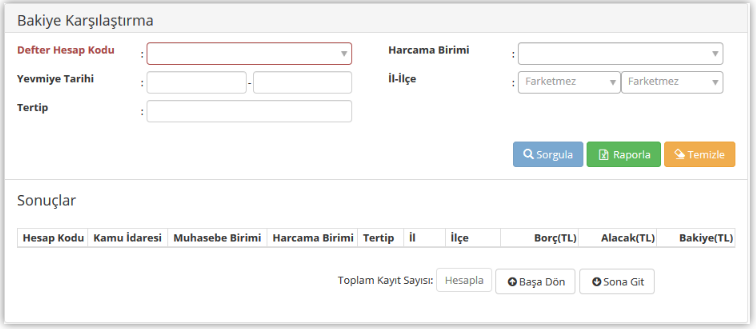 Bakiye Karşılaştırma
Defter Hesap Kodu : Harcama Birimi :
Yevmiye Tarihi : - İl-İlçe : Farketmez Farketmez
Tertip :
Sorgula Raporla Temizle
Sonuçlar
Hesap Kodu Kamu İdaresi Muhasebe Birimi Harcama Birimi Tertip İl İlçe Borç(TL) Alacak(TL) Bakiye(TL)
Toplam Kayıt Sayısı: Hesapla Başa Dön Sona Git